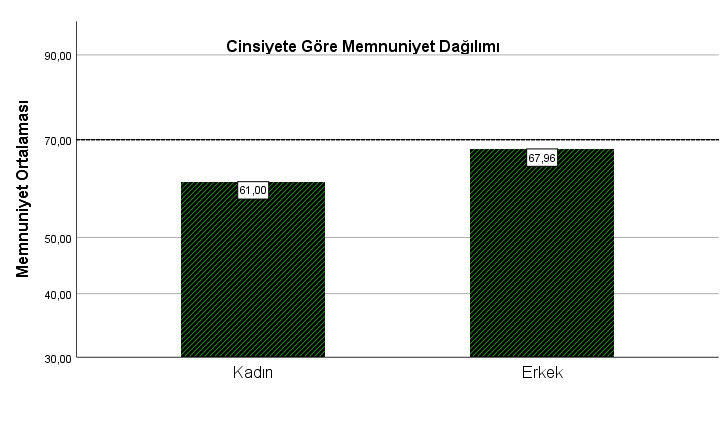 Cinsiyete Göre Memnuniyet Dağılımı
Memnuniyet Ortalaması
90,00
70,00
50,00
40,00
30,00
61,00
67,96
Kadın
Erkek